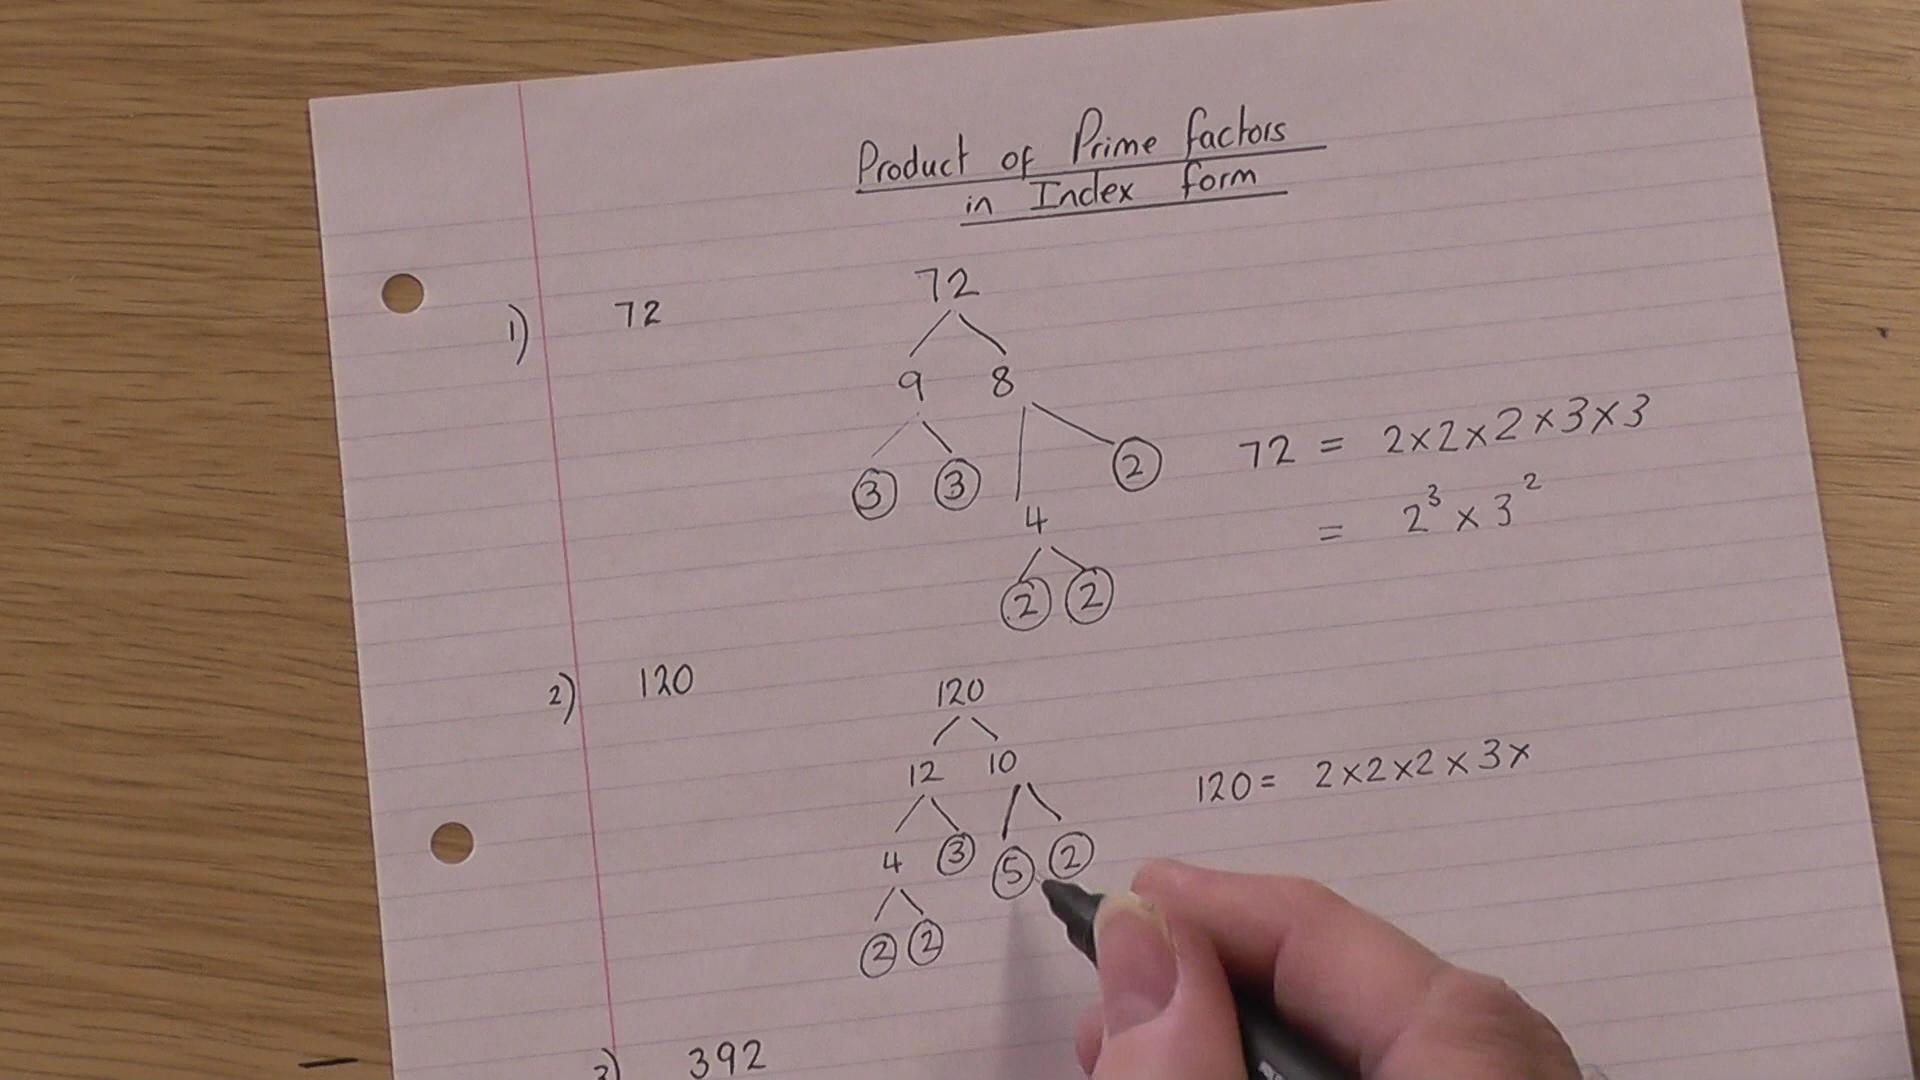 Product of Prime factors
in Index form
1) 72
72
9 8
3 3 2
4
2 2
72 = 2×2×2×3×3
= 2³ × 3²
2) 120
120
12 10
4 3 5 2
2 2
120 = 2×2×2×3×
3) 392